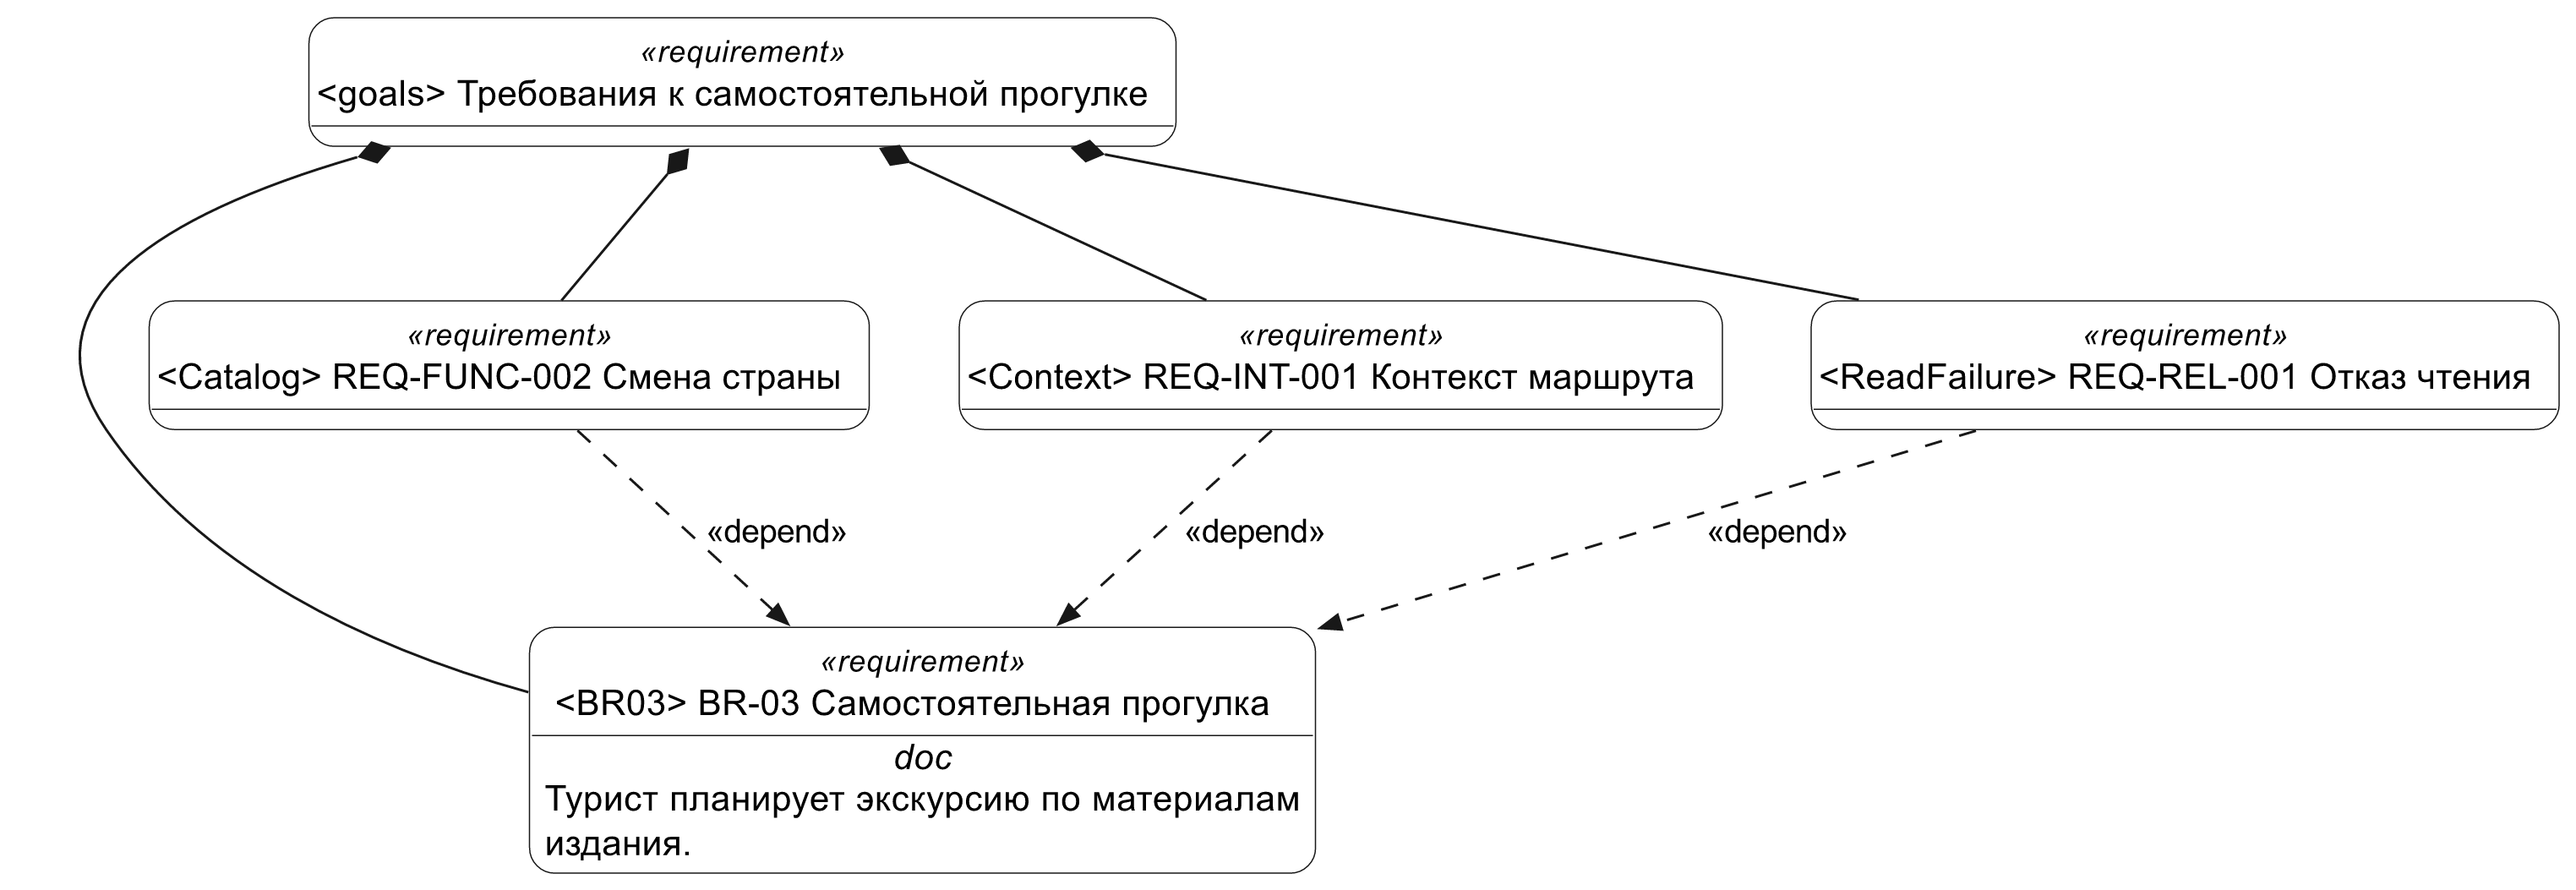 «requirement»
<goals> Требования к самостоятельной прогулке
«requirement»
<Catalog> REQ-FUNC-002 Смена страны
«requirement»
<Context> REQ-INT-001 Контекст маршрута
«requirement»
<ReadFailure> REQ-REL-001 Отказ чтения
«depend»
«depend»
«depend»
«requirement»
<BR03> BR-03 Самостоятельная прогулка
doc
Турист планирует экскурсию по материалам
издания.